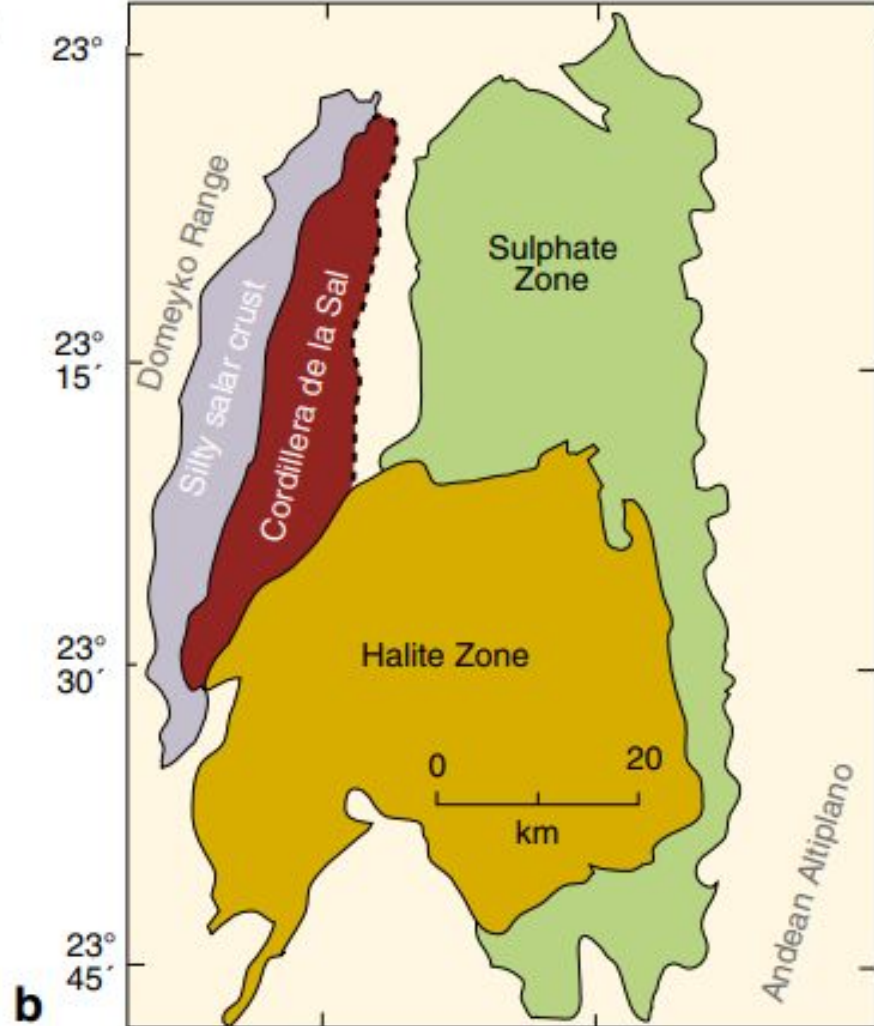 23°
Domeyko Range
Silty salar crust
Cordillera de la Sal
Sulphate
Zone
23°
15´
Halite Zone
23°
30´
0 20
km
Andean Altiplano
23°
45´
b